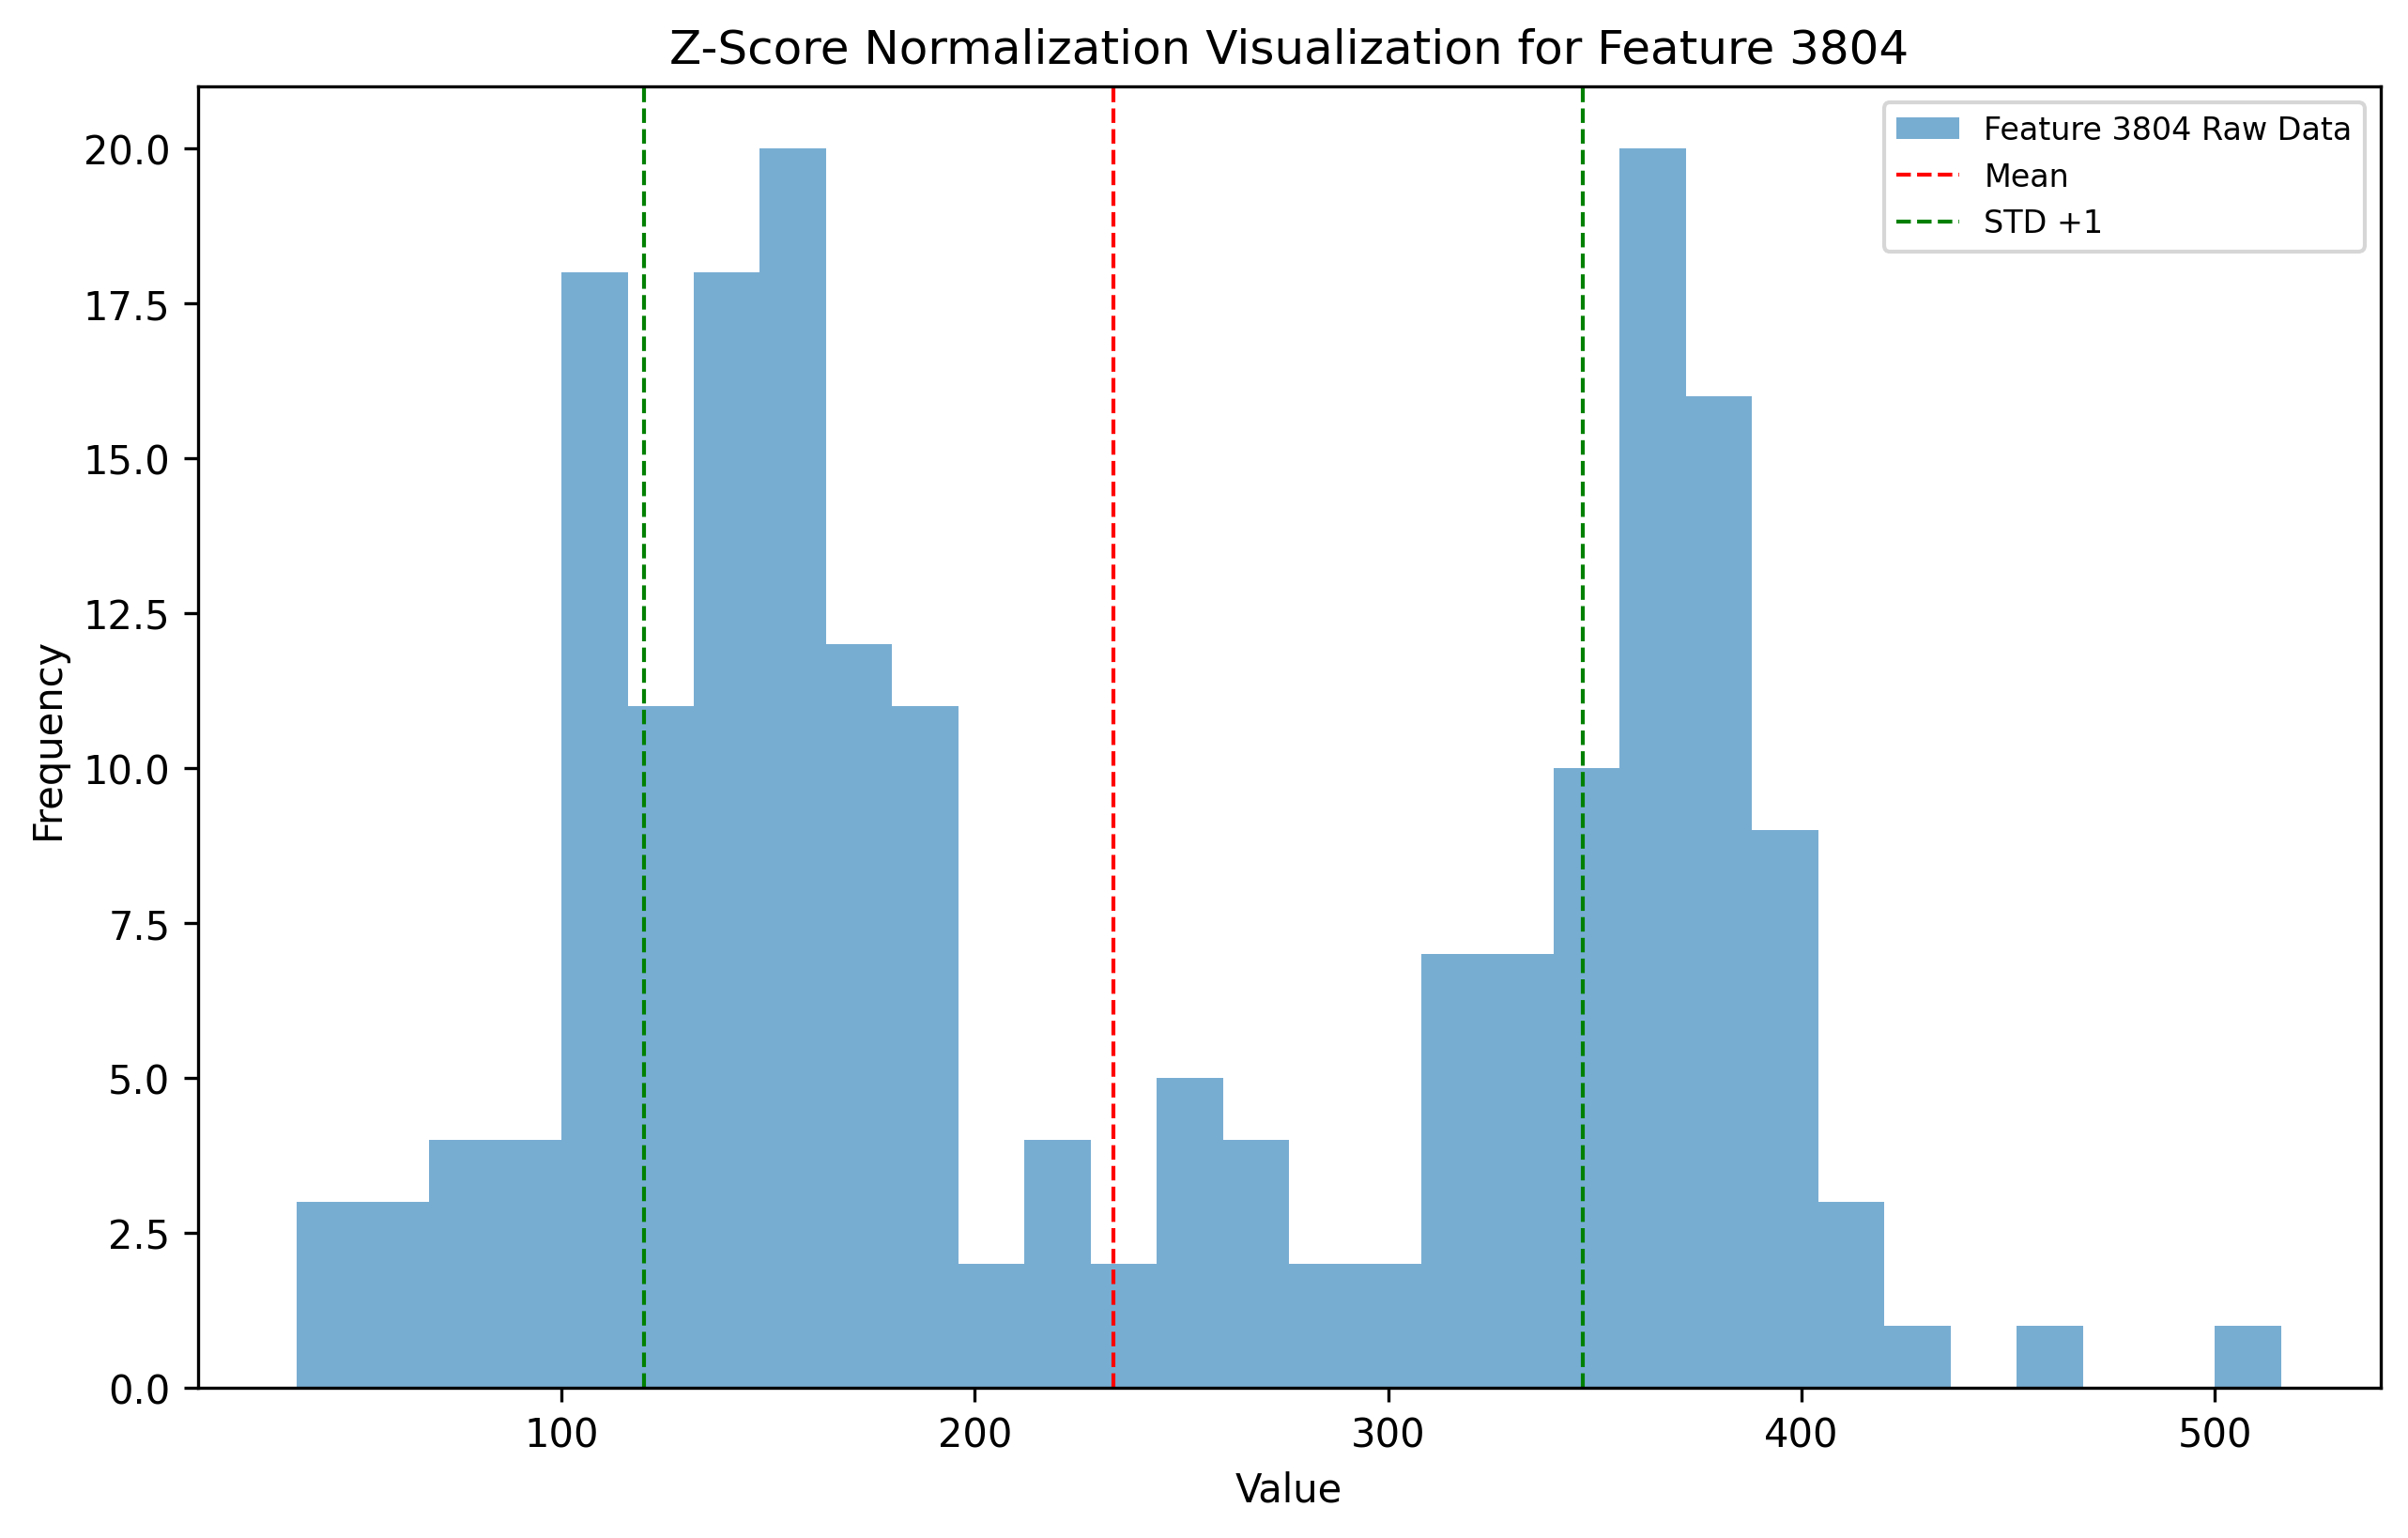 Z-Score Normalization Visualization for Feature 3804
Feature 3804 Raw Data
Mean
STD +1
20.0
17.5
15.0
12.5
10.0
7.5
5.0
2.5
0.0
Frequency
100 200 300 400 500
Value